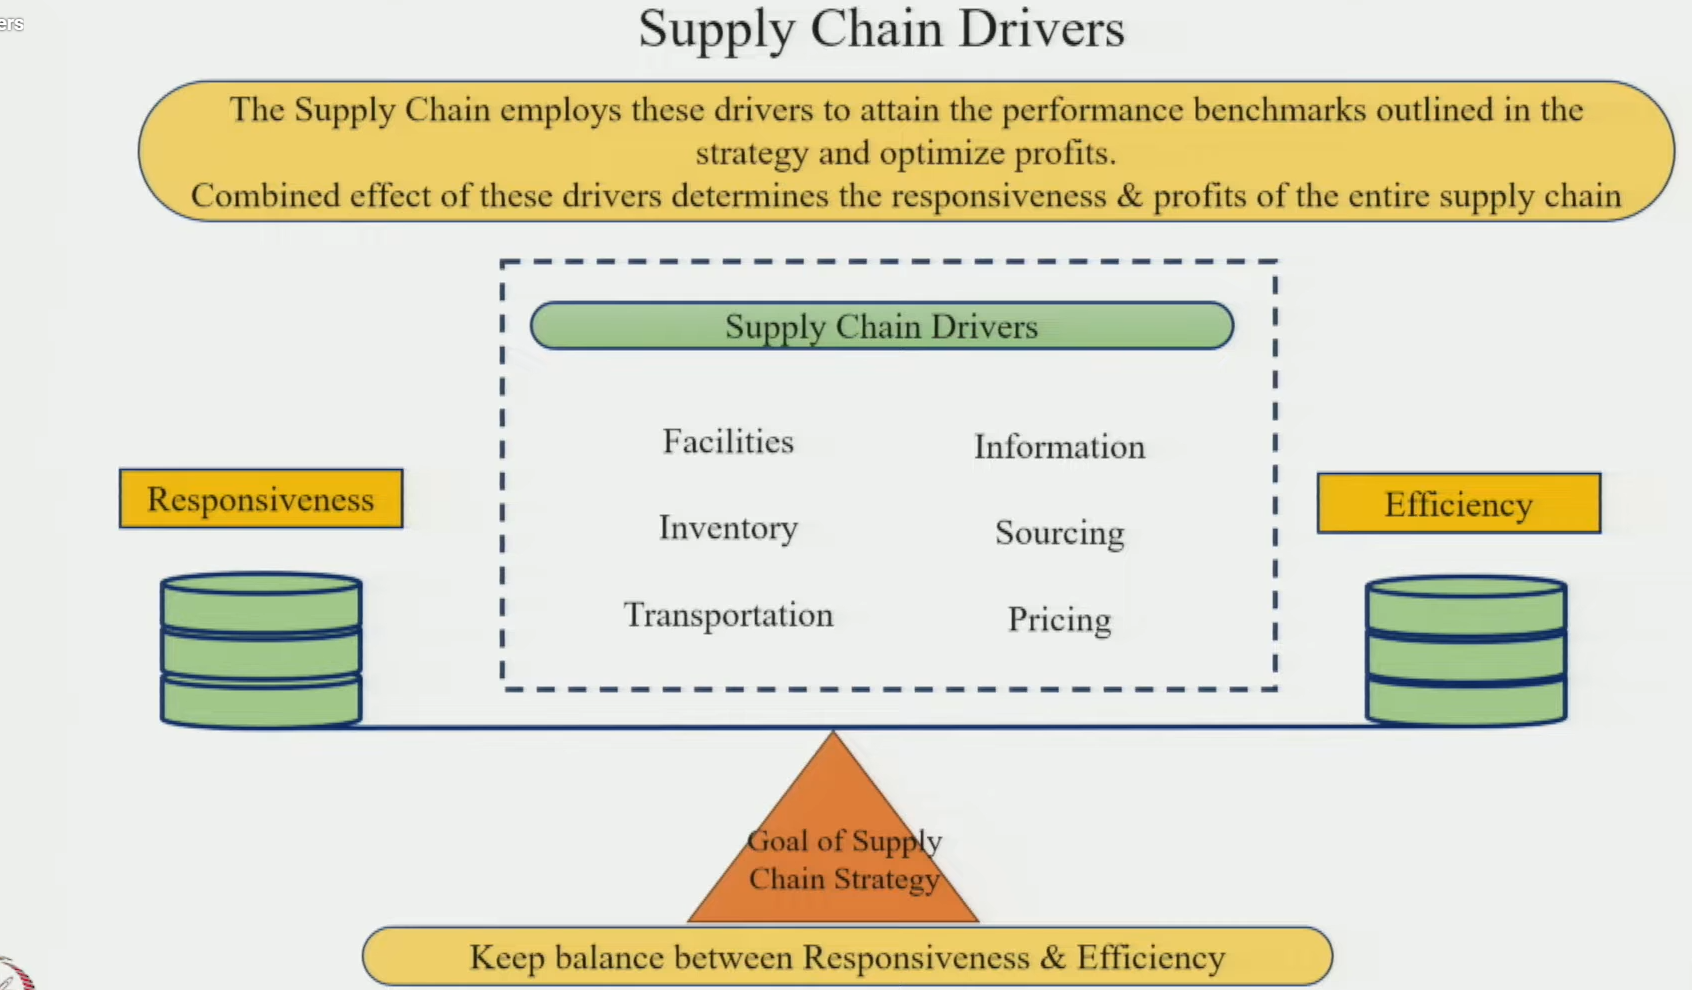 ers
Supply Chain Drivers
The Supply Chain employs these drivers to attain the performance benchmarks outlined in the
strategy and optimize profits.
Combined effect of these drivers determines the responsiveness & profits of the entire supply chain
Supply Chain Drivers
Facilities
Information
Inventory
Sourcing
Transportation
Pricing
Responsiveness
Efficiency
Goal of Supply
Chain Strategy
Keep balance between Responsiveness & Efficiency